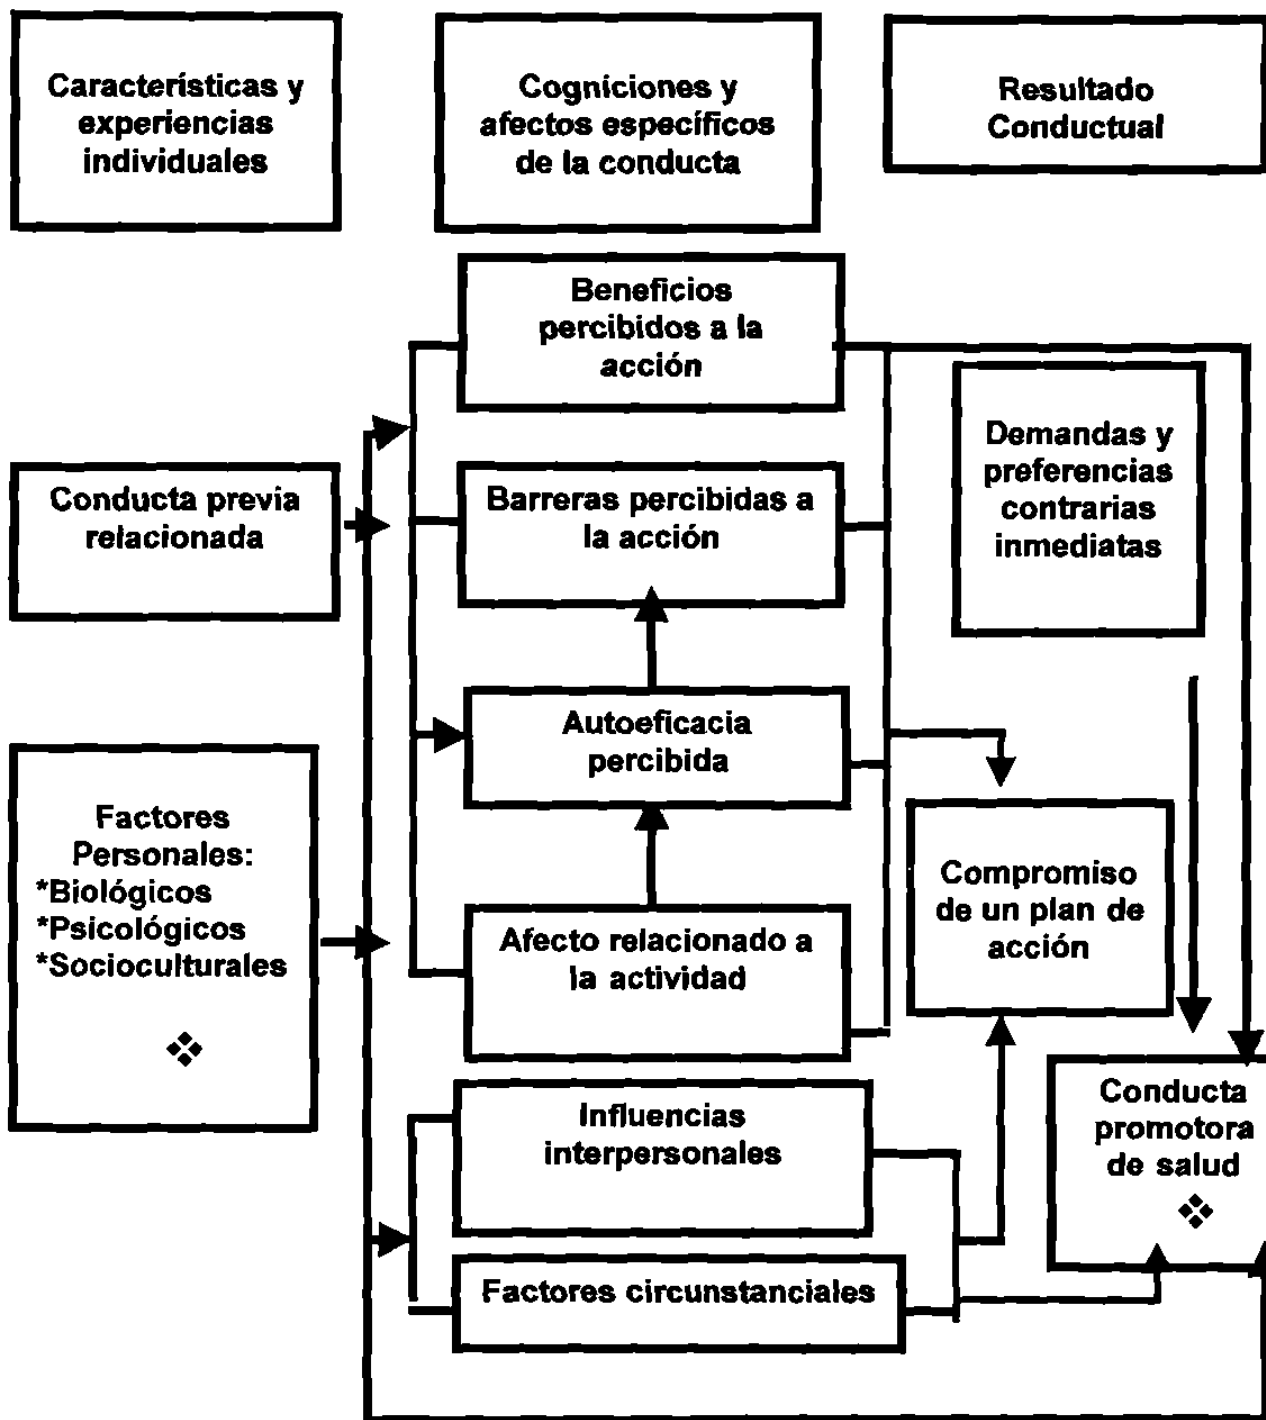 Características y
experiencias
individuales
Cogniciones y
afectos específicos
de la conducta
Resultado
Conductual
Beneficios
percibidos a la
acción
Demandas y
preferencias
contrarias
inmediatas
Conducta previa
relacionada
Barreras percibidas a
la acción
Autoeficacia
percibida
Factores
Personales:
*Biológicos
*Psicológicos
*Socioculturales
❖
Compromiso
de un plan de
acción
Afecto relacionado a
la actividad
Conducta
promotora
de salud
❖
Influencias
interpersonales
Factores circunstanciales